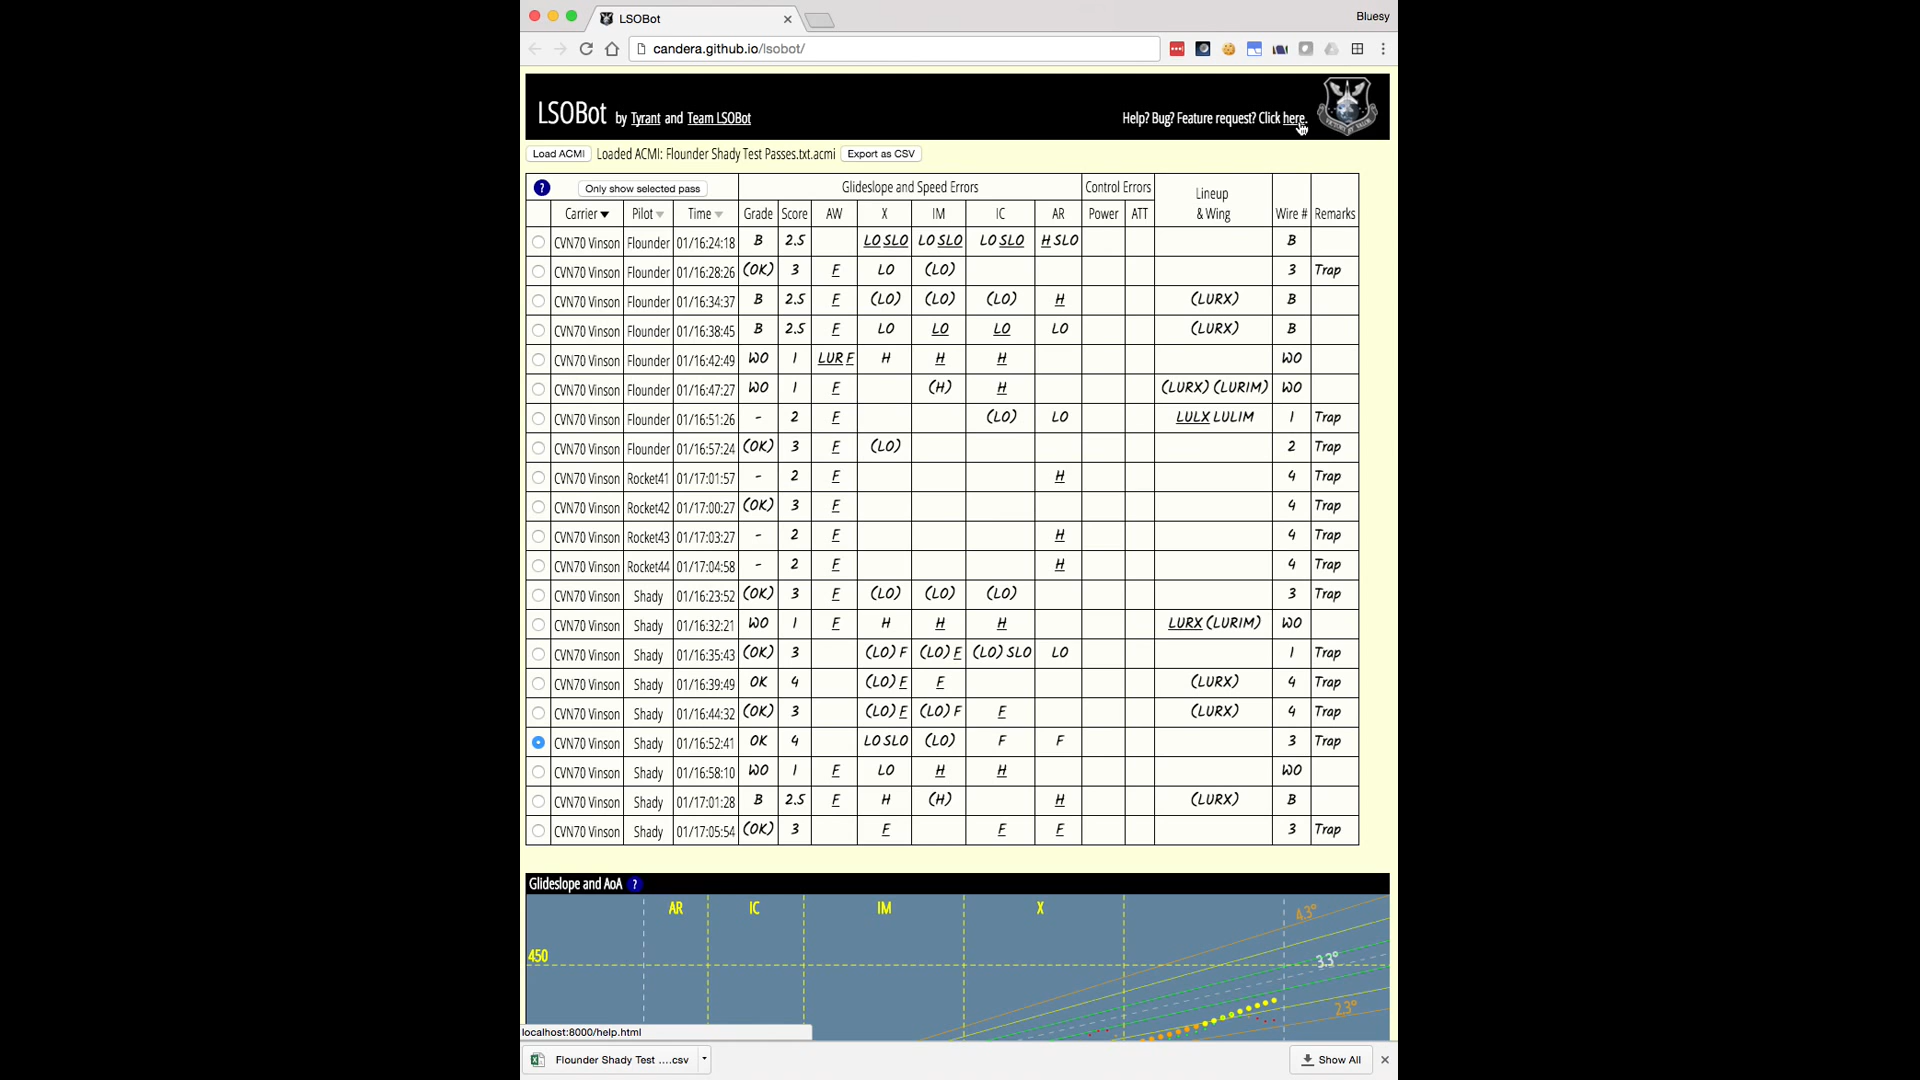 LSOBot
Bluesy
candera.github.io/lsobot/
LSOBot by Tyrant and Team LSOBot
Help? Bug? Feature request? Click here.
Load ACMI Loaded ACMI: Flounder Shady Test Passes.txt.acmi Export as CSV
? Only show selected pass Glideslope and Speed Errors Control Errors Lineup & Wing
Carrier Pilot Time Grade Score AW X IM IC AR Power ATT Wire # Remarks
CVN70 Vinson Flounder 01/16:24:18 B 2.5 LO SLO LO SLO LO SLO H SLO B
CVN70 Vinson Flounder 01/16:28:26 (OK) 3 F LO (LO) 3 Trap
CVN70 Vinson Flounder 01/16:34:37 B 2.5 F (LO) (LO) (LO) H (LURX) B
CVN70 Vinson Flounder 01/16:38:45 B 2.5 F LO LO LO LO (LURX) B
CVN70 Vinson Flounder 01/16:42:49 WO 1 LUR F H H H WO
CVN70 Vinson Flounder 01/16:47:27 WO 1 F (H) H (LURX) (LURIM) WO
CVN70 Vinson Flounder 01/16:51:26 - 2 F (LO) LO LULX LULIM 1 Trap
CVN70 Vinson Flounder 01/16:57:24 (OK) 3 F (LO) 2 Trap
CVN70 Vinson Rocket41 01/17:01:57 - 2 F H 4 Trap
CVN70 Vinson Rocket42 01/17:00:27 (OK) 3 F 4 Trap
CVN70 Vinson Rocket43 01/17:03:27 - 2 F H 4 Trap
CVN70 Vinson Rocket44 01/17:04:58 - 2 F H 4 Trap
CVN70 Vinson Shady 01/16:23:52 (OK) 3 F (LO) (LO) (LO) 3 Trap
CVN70 Vinson Shady 01/16:32:21 WO 1 F H H H LURX (LURIM) WO
CVN70 Vinson Shady 01/16:35:43 (OK) 3 (LO) F (LO) F (LO) SLO LO 1 Trap
CVN70 Vinson Shady 01/16:39:49 OK 4 (LO) F F (LURX) 4 Trap
CVN70 Vinson Shady 01/16:44:32 (OK) 3 (LO) F (LO) F F (LURX) 4 Trap
CVN70 Vinson Shady 01/16:52:41 OK 4 LO SLO (LO) F F 3 Trap
CVN70 Vinson Shady 01/16:58:10 WO 1 F LO H H WO
CVN70 Vinson Shady 01/17:01:28 B 2.5 F H (H) H (LURX) B
CVN70 Vinson Shady 01/17:05:54 (OK) 3 F F F 3 Trap
Glideslope and AoA ?
AR IC IM X
4.3°
450
3.3°
2.3°
localhost:8000/help.html
Flounder Shady Test ....csv
Show All